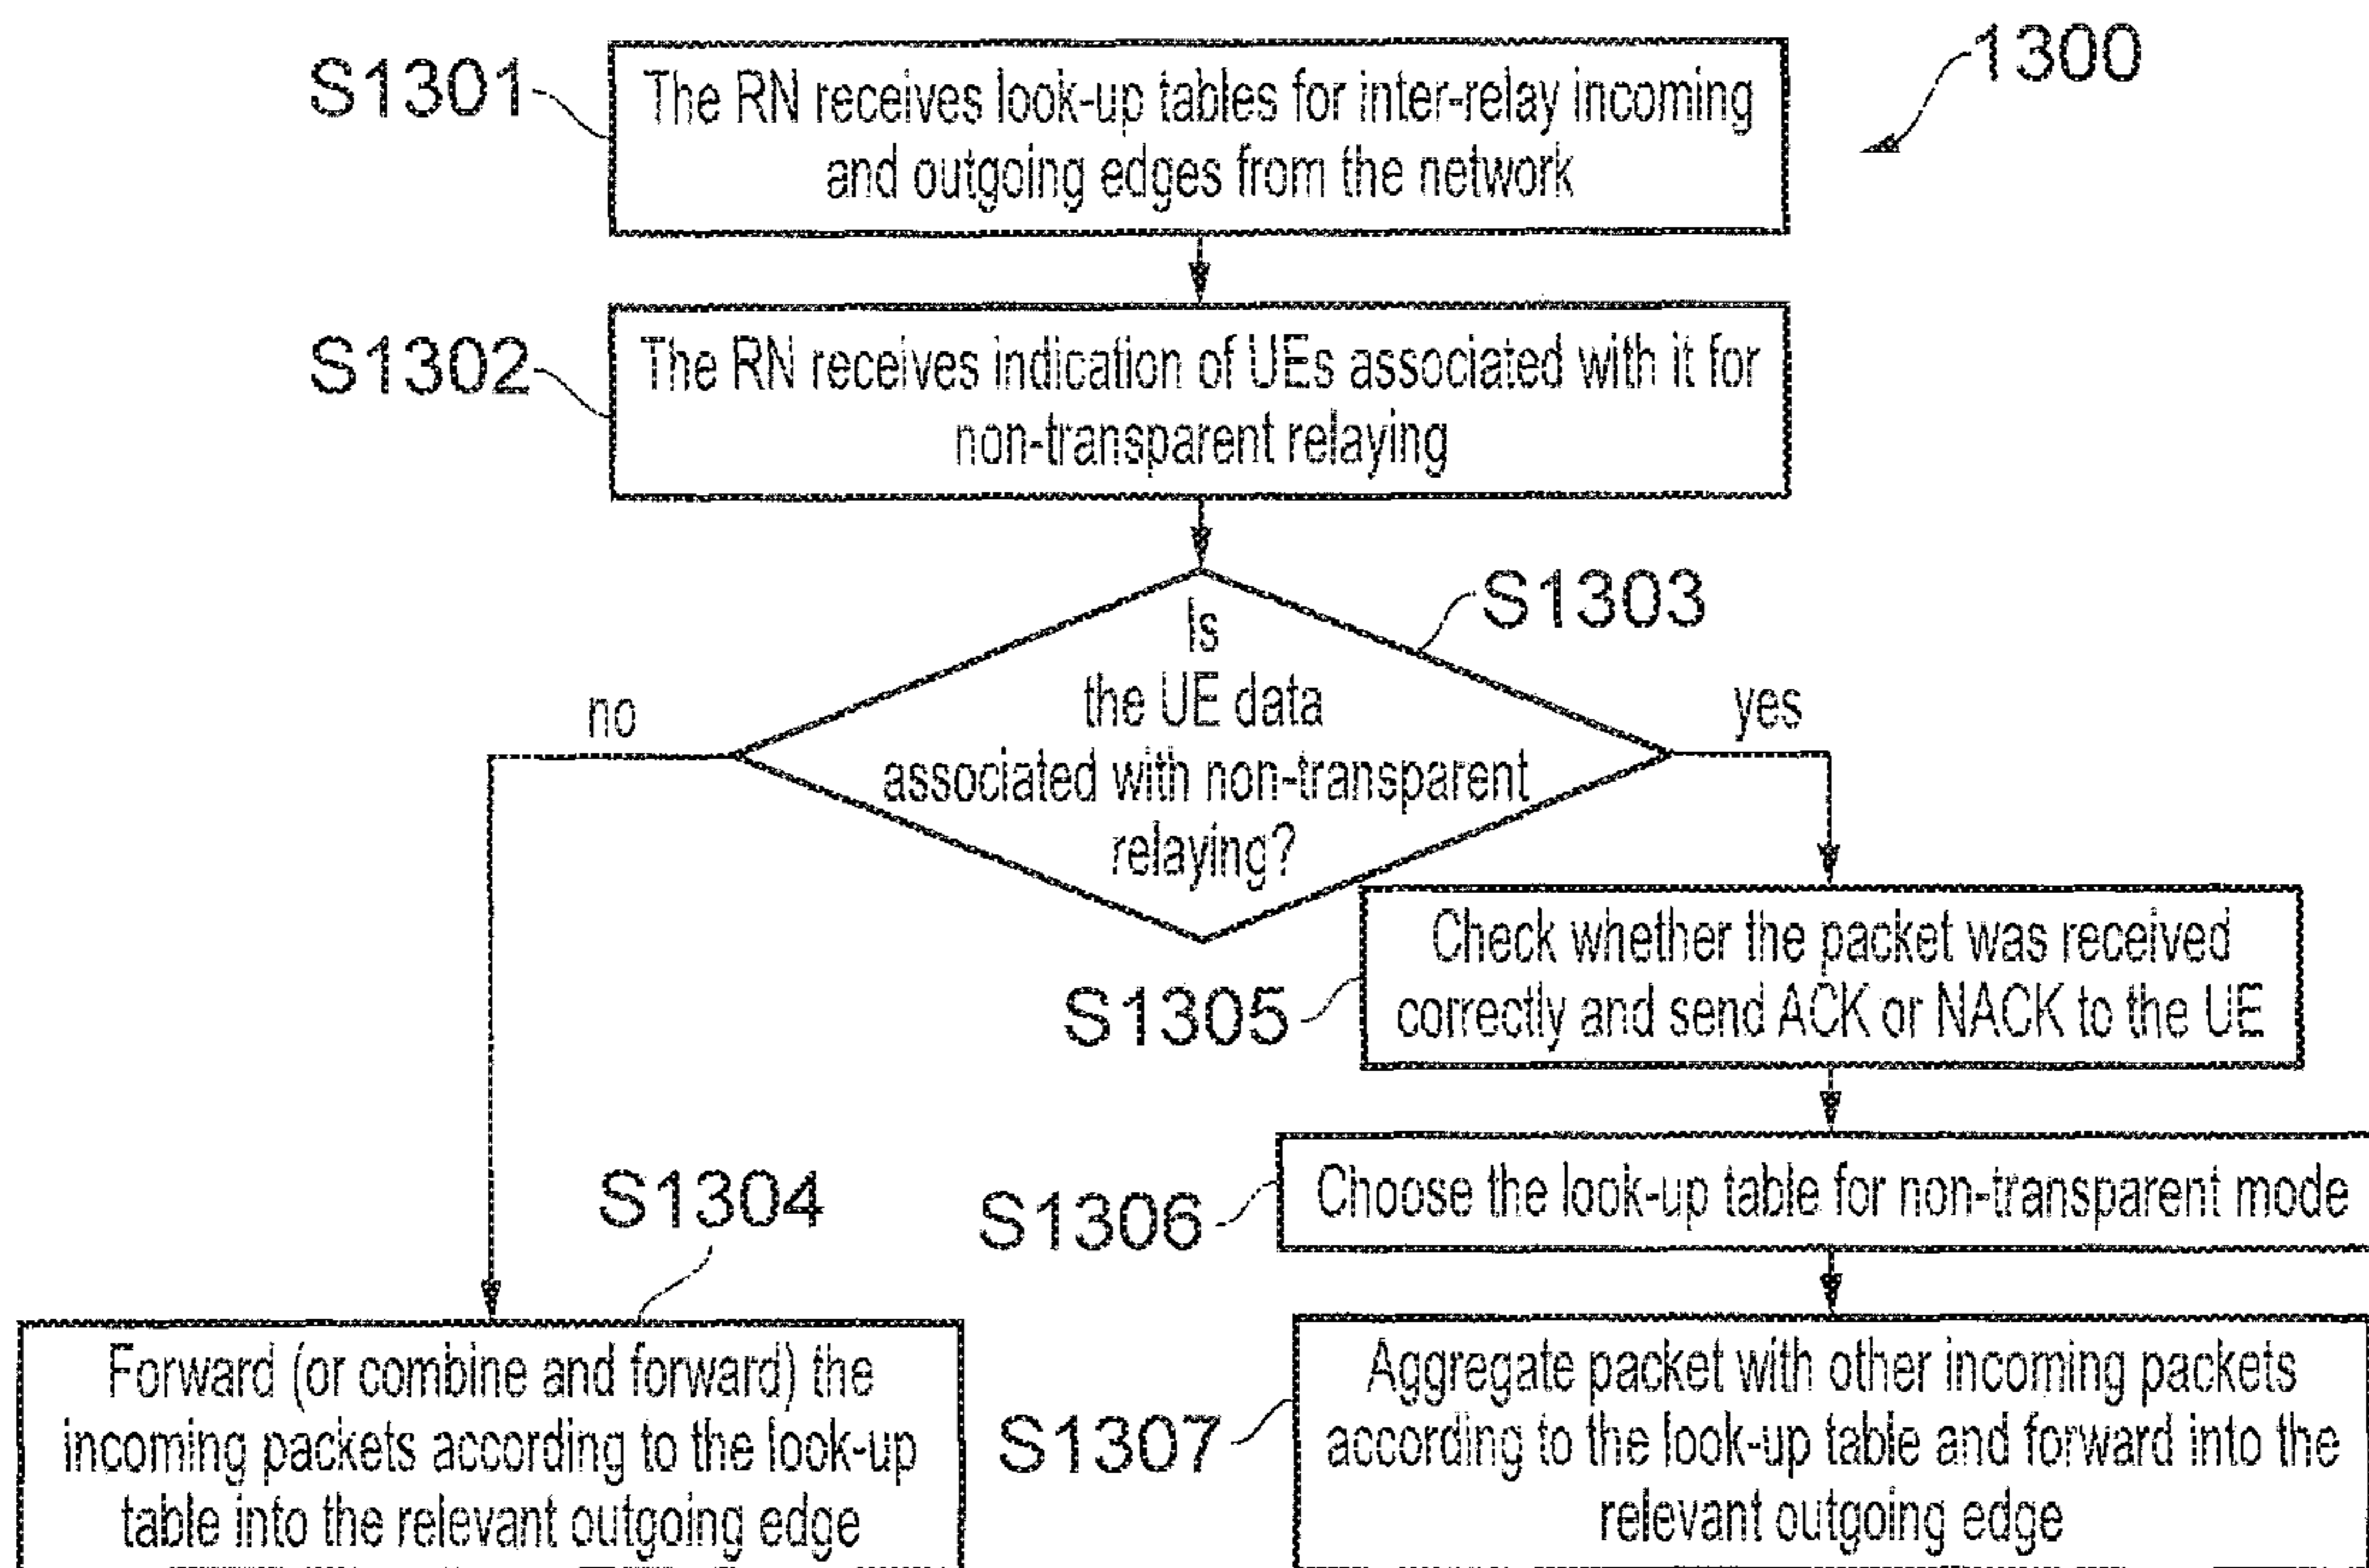 1300
S1301
The RN receives look-up tables for inter-relay incoming
and outgoing edges from the network
S1302
The RN receives indication of UEs associated with it for
non-transparent relaying
S1303
Is
the UE data
associated with non-transparent
relaying?
no
yes
S1305
Check whether the packet was received
correctly and send ACK or NACK to the UE
S1306
Choose the look-up table for non-transparent mode
S1304
Forward (or combine and forward) the
incoming packets according to the look-up
table into the relevant outgoing edge
S1307
Aggregate packet with other incoming packets
according to the look-up table and forward into the
relevant outgoing edge